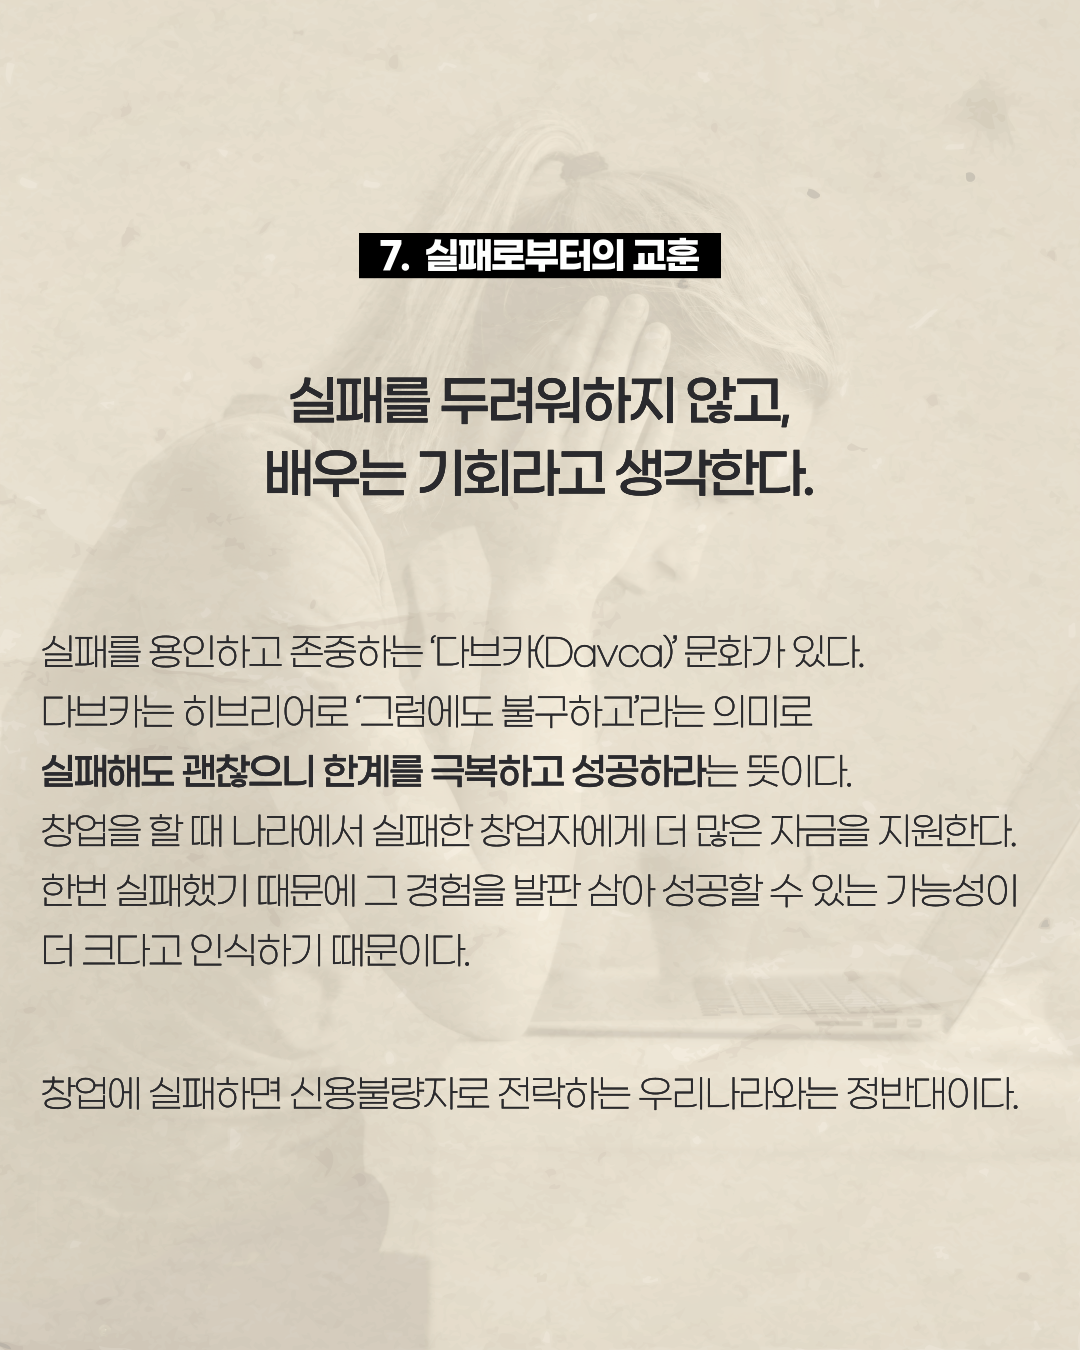 7. 실패로부터의 교훈
실패를 두려워하지 않고,
배우는 기회라고 생각한다.
실패를 용인하고 존중하는 ‘다브카(Davca)’ 문화가 있다.
다브카는 히브리어로 ‘그럼에도 불구하고’라는 의미로
실패해도 괜찮으니 한계를 극복하고 성공하라는 뜻이다.
창업을 할 때 나라에서 실패한 창업자에게 더 많은 자금을 지원한다.
한번 실패했기 때문에 그 경험을 발판 삼아 성공할 수 있는 가능성이
더 크다고 인식하기 때문이다.
창업에 실패하면 신용불량자로 전락하는 우리나라와는 정반대이다.